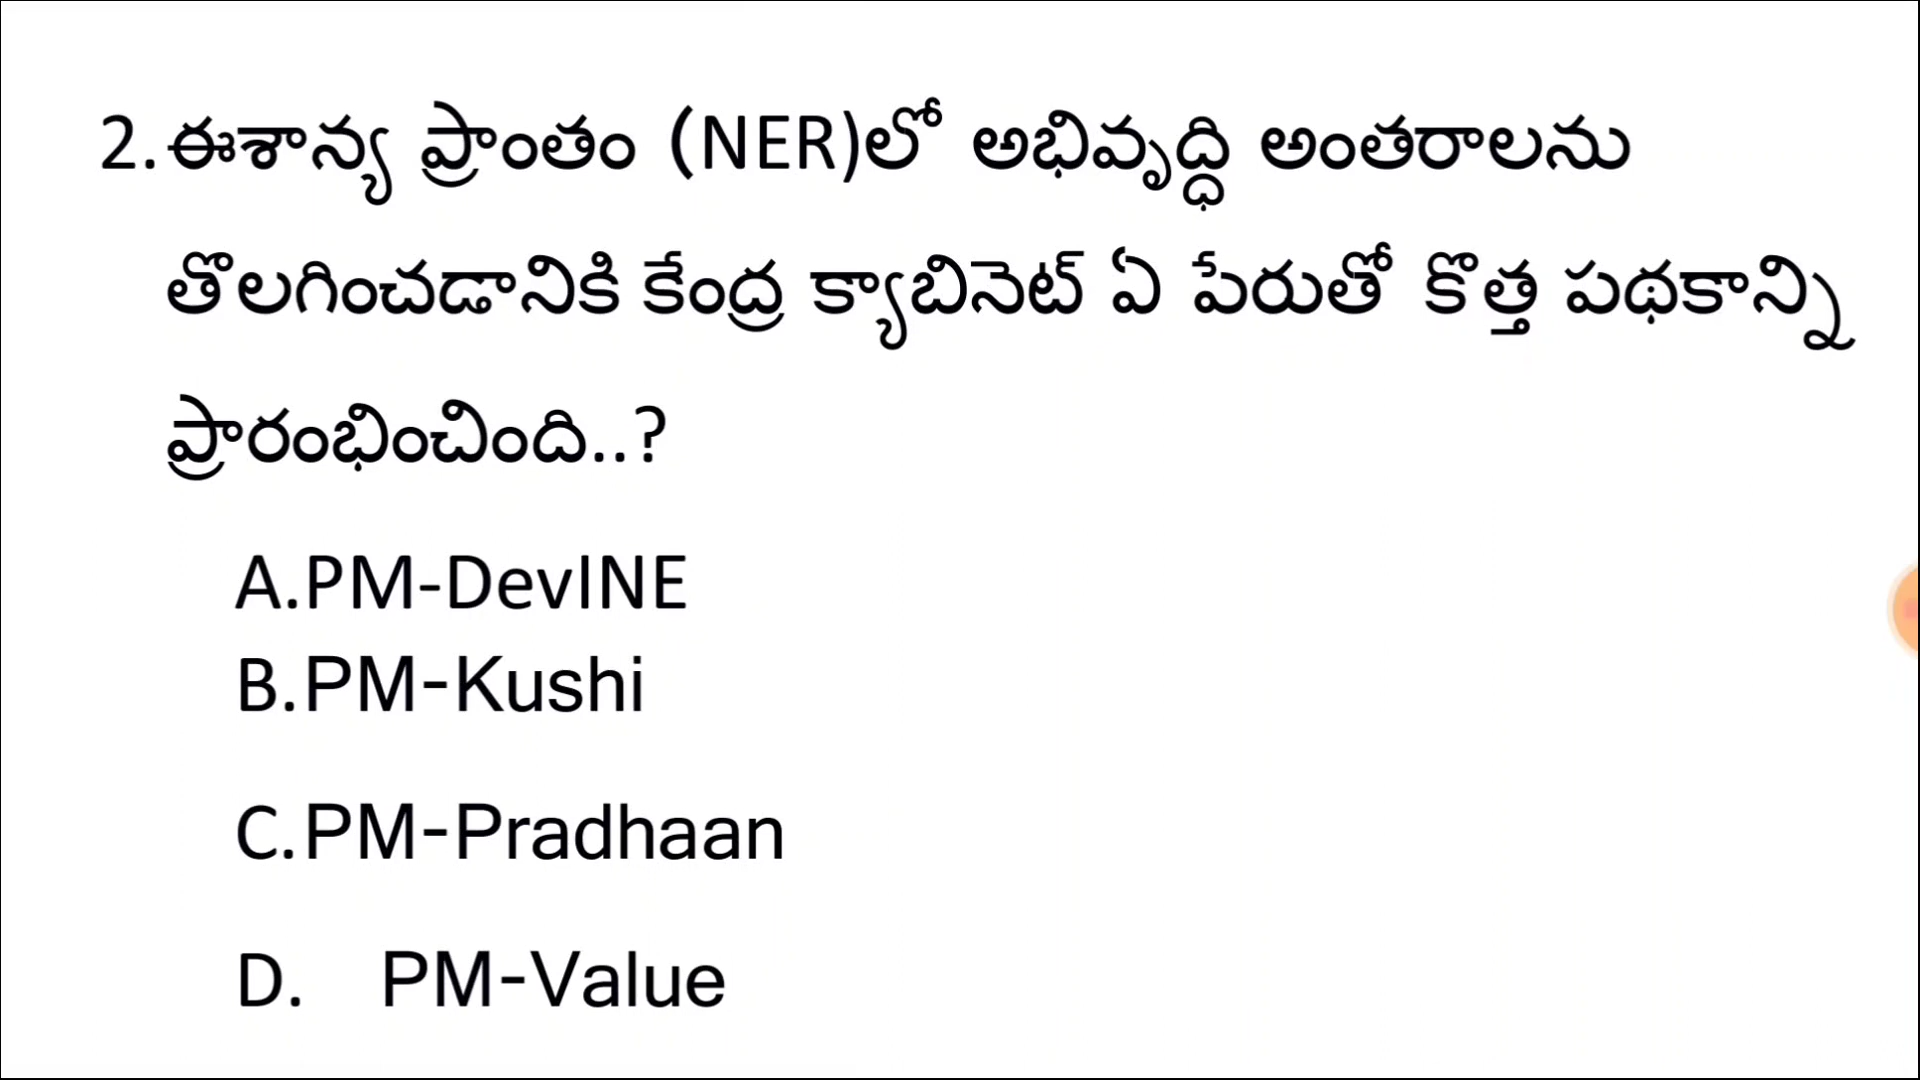 2.ఈశాన్య ప్రాంతం (NER)లో అభివృద్ధి అంతరాలను
తొలగించడానికి కేంద్ర క్యాబినెట్ ఏ పేరుతో కొత్త పథకాన్ని
ప్రారంభించింది..?
A.PM-DevINE
B.PM-Kushi
C.PM-Pradhaan
D. PM-Value